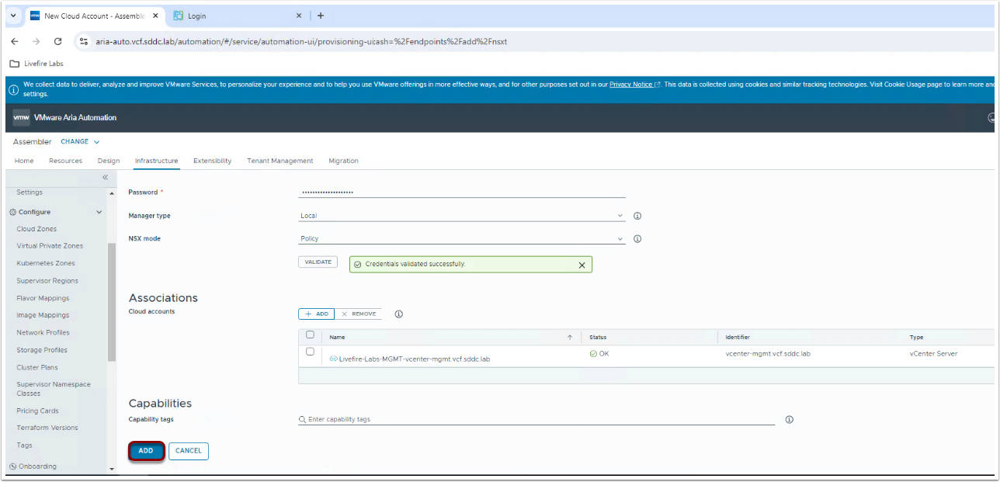 vmw New Cloud Account - Assemble
Login
aria-auto.vcf.sddc.lab/automation/#/service/automation-ui/provisioning-ui;ash=%2Fendpoints%2Fadd%2Fnsxt
Livefire Labs
We collect data to deliver, analyze and improve VMware Services, to personalize your experience and to help you use VMware offerings in more effective ways, and for other purposes set out in our Privacy Notice. This data is collected using cookies and similar tracking technologies. Visit Cookie Usage page to learn more and
settings.
vmw VMware Aria Automation
Assembler CHANGE
Home Resources Design Infrastructure Extensibility Tenant Management Migration
Settings
Configure
Cloud Zones
Virtual Private Zones
Kubernetes Zones
Supervisor Regions
Flavor Mappings
Image Mappings
Network Profiles
Storage Profiles
Cluster Plans
Supervisor Namespace
Classes
Pricing Cards
Terraform Versions
Tags
Onboarding
Password * ••••••••••••••••••••
Manager type Local
NSX mode Policy
VALIDATE Credentials validated successfully.
Associations
Cloud accounts + ADD × REMOVE
Name Status Identifier Type
Livefire-Labs-MGMT-vcenter-mgmt.vcf.sddc.lab OK vcenter-mgmt.vcf.sddc.lab vCenter Server
Capabilities
Capability tags Enter capability tags
ADD CANCEL